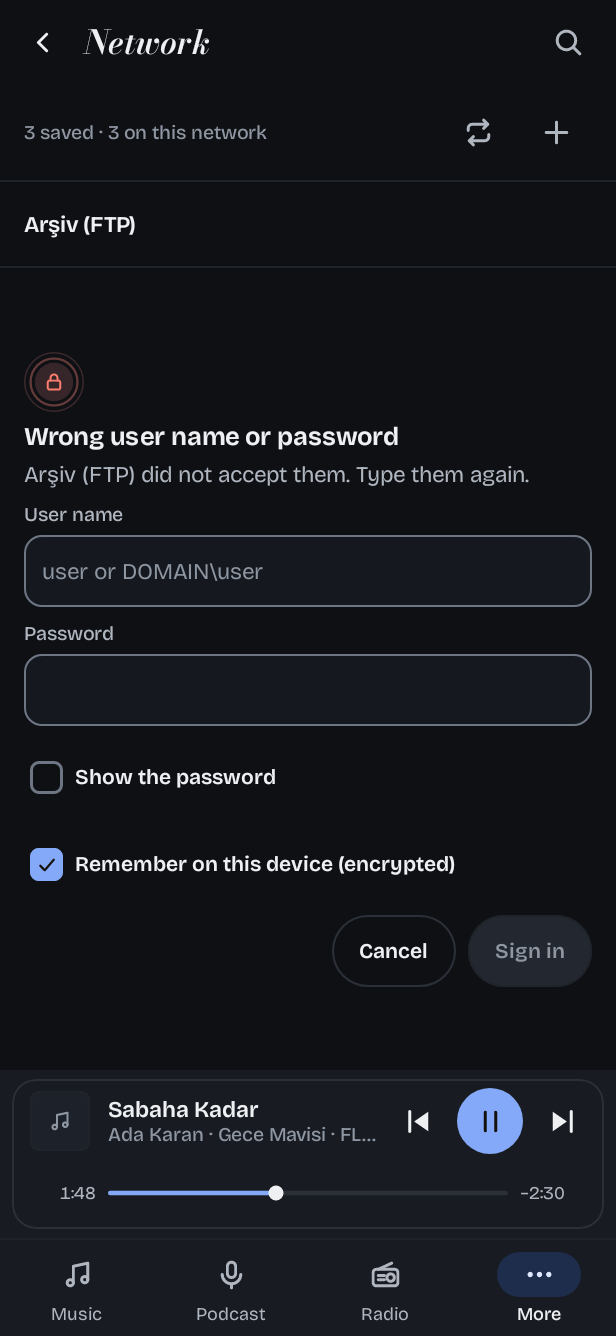 Network
3 saved · 3 on this network
Arşiv (FTP)
Wrong user name or password
Arşiv (FTP) did not accept them. Type them again.
User name
user or DOMAIN\user
Password
Show the password
Remember on this device (encrypted)
Cancel
Sign in
Sabaha Kadar
Ada Karan · Gece Mavisi · FL...
1:48
-2:30
Music
Podcast
Radio
More